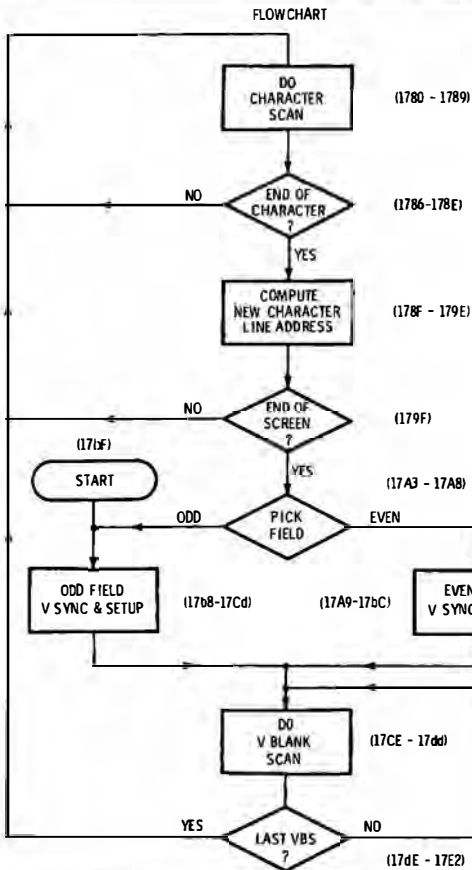 FLOWCHART
DO
CHARACTER
SCAN
(1780 - 1789)
NO
END OF
CHARACTER
?
(1786-178E)
YES
COMPUTE
NEW CHARACTER
LINE ADDRESS
(178F - 179E)
NO
END OF
SCREEN
?
(179F)
(17bF)
YES
START
(17A3 - 17A8)
ODD
PICK
FIELD
EVEN
ODD FIELD
V SYNC & SETUP
(17b8-17Cd)
(17A9-17bC)
EVEN
V SYNC
DO
V BLANK
SCAN
(17CE - 17dd)
YES
LAST VBS
?
NO
(17dE - 17E2)